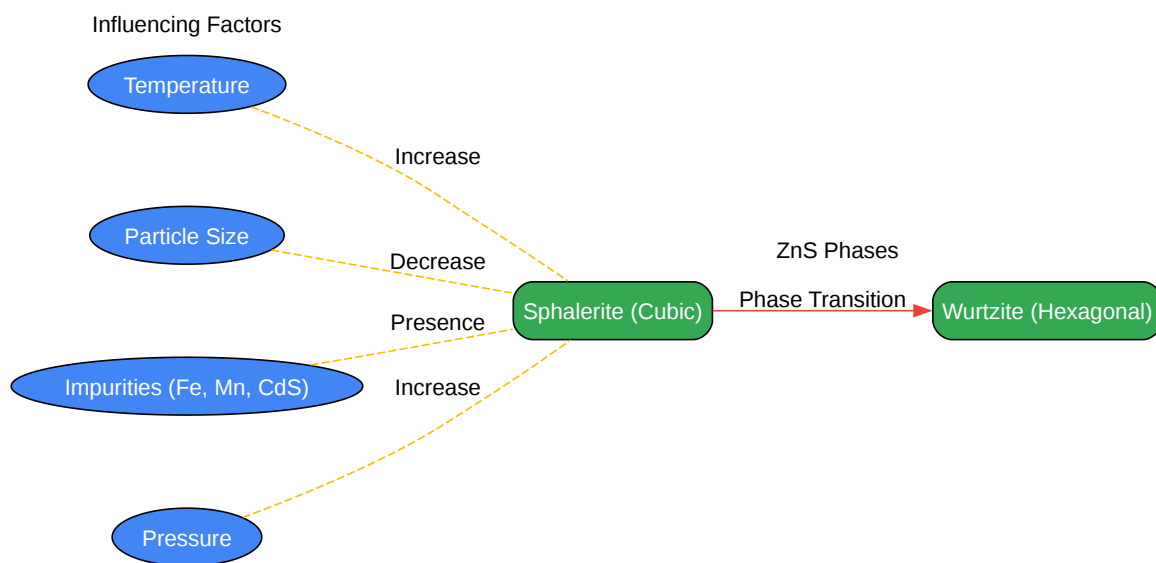 Influencing Factors
Temperature
Increase
Particle Size
Decrease
ZnS Phases
Phase Transition
Sphalerite (Cubic)
Wurtzite (Hexagonal)
Presence
Impurities (Fe, Mn, CdS)
Increase
Pressure